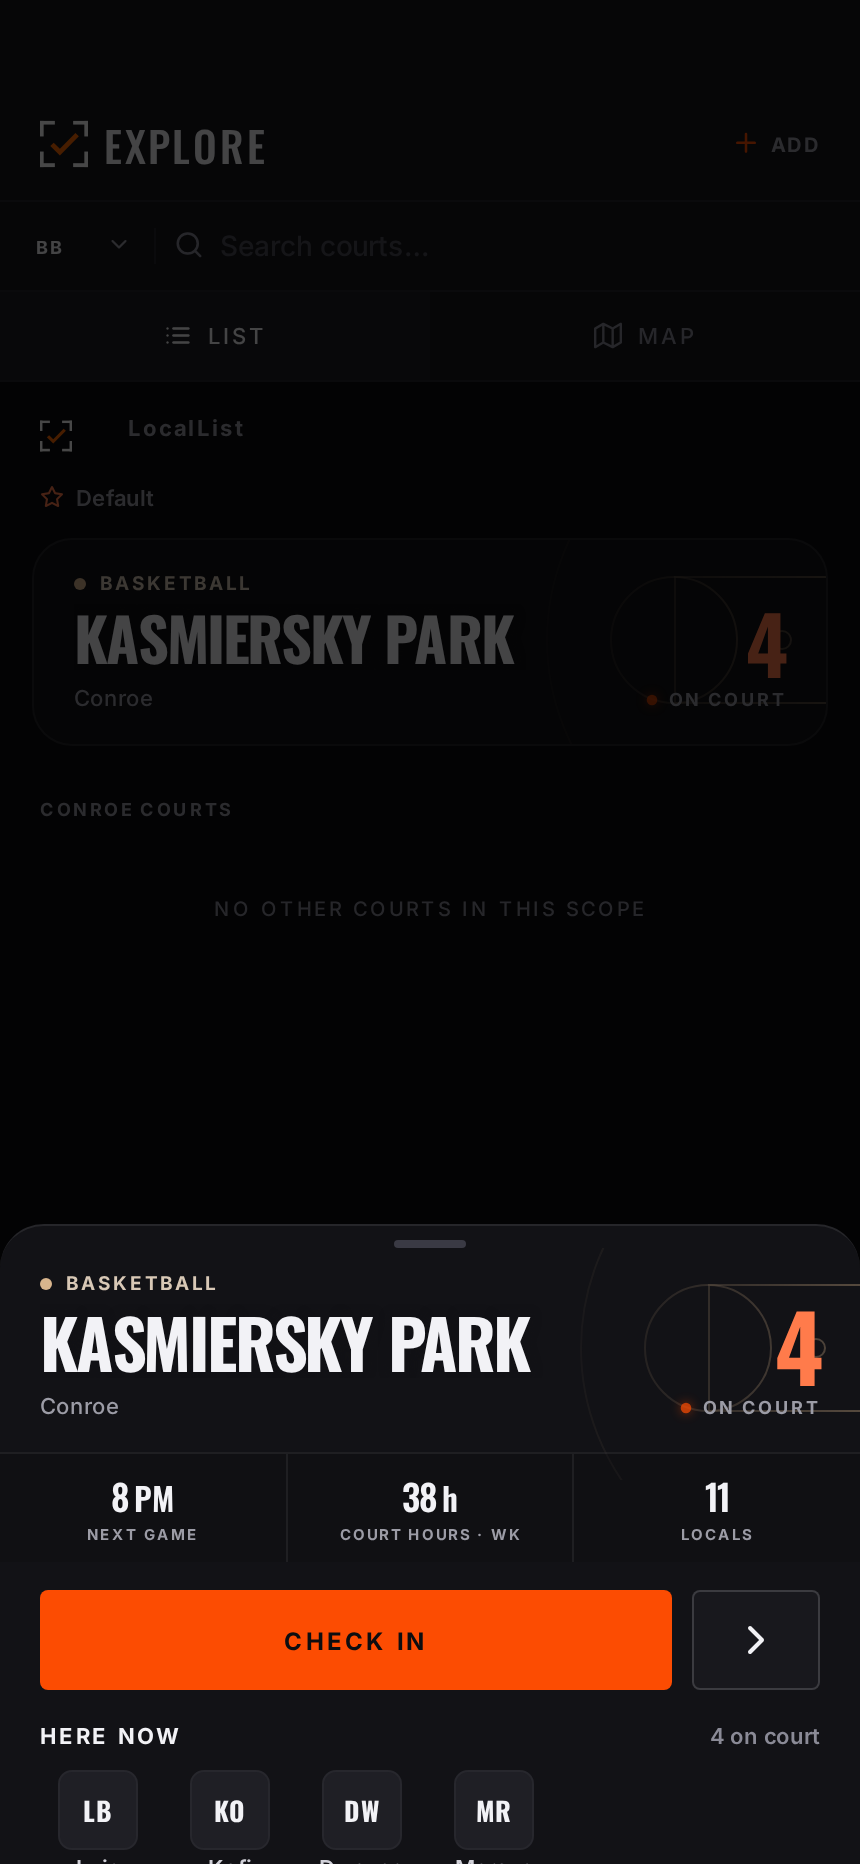 EXPLORE
ADD
BB
Search courts...
LIST
MAP
LocalList
Default
BASKETBALL
KASMIERSKY PARK
4
Conroe
ON COURT
CONROE COURTS
NO OTHER COURTS IN THIS SCOPE
BASKETBALL
KASMIERSKY PARK
4
Conroe
ON COURT
8 PM
38 h
11
NEXT GAME
COURT HOURS · WK
LOCALS
CHECK IN
HERE NOW
4 on court
LB
KO
DW
MR